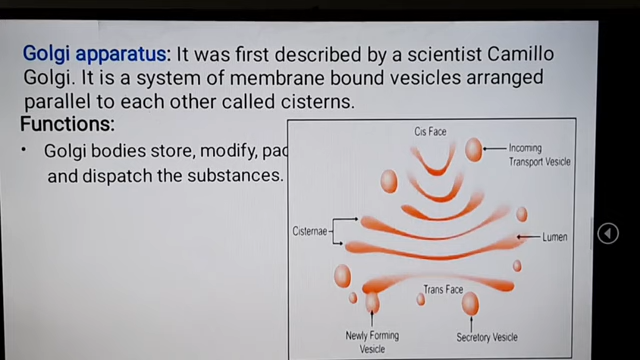 Golgi apparatus: It was first described by a scientist Camillo
Golgi. It is a system of membrane bound vesicles arranged
parallel to each other called cisterns.
Functions:
• Golgi bodies store, modify,
and dispatch the substances.
Cis Face
Incoming
Transport Vesicle
Cisternae
Lumen
Trans Face
Newly Forming
Vesicle
Secretory Vesicle